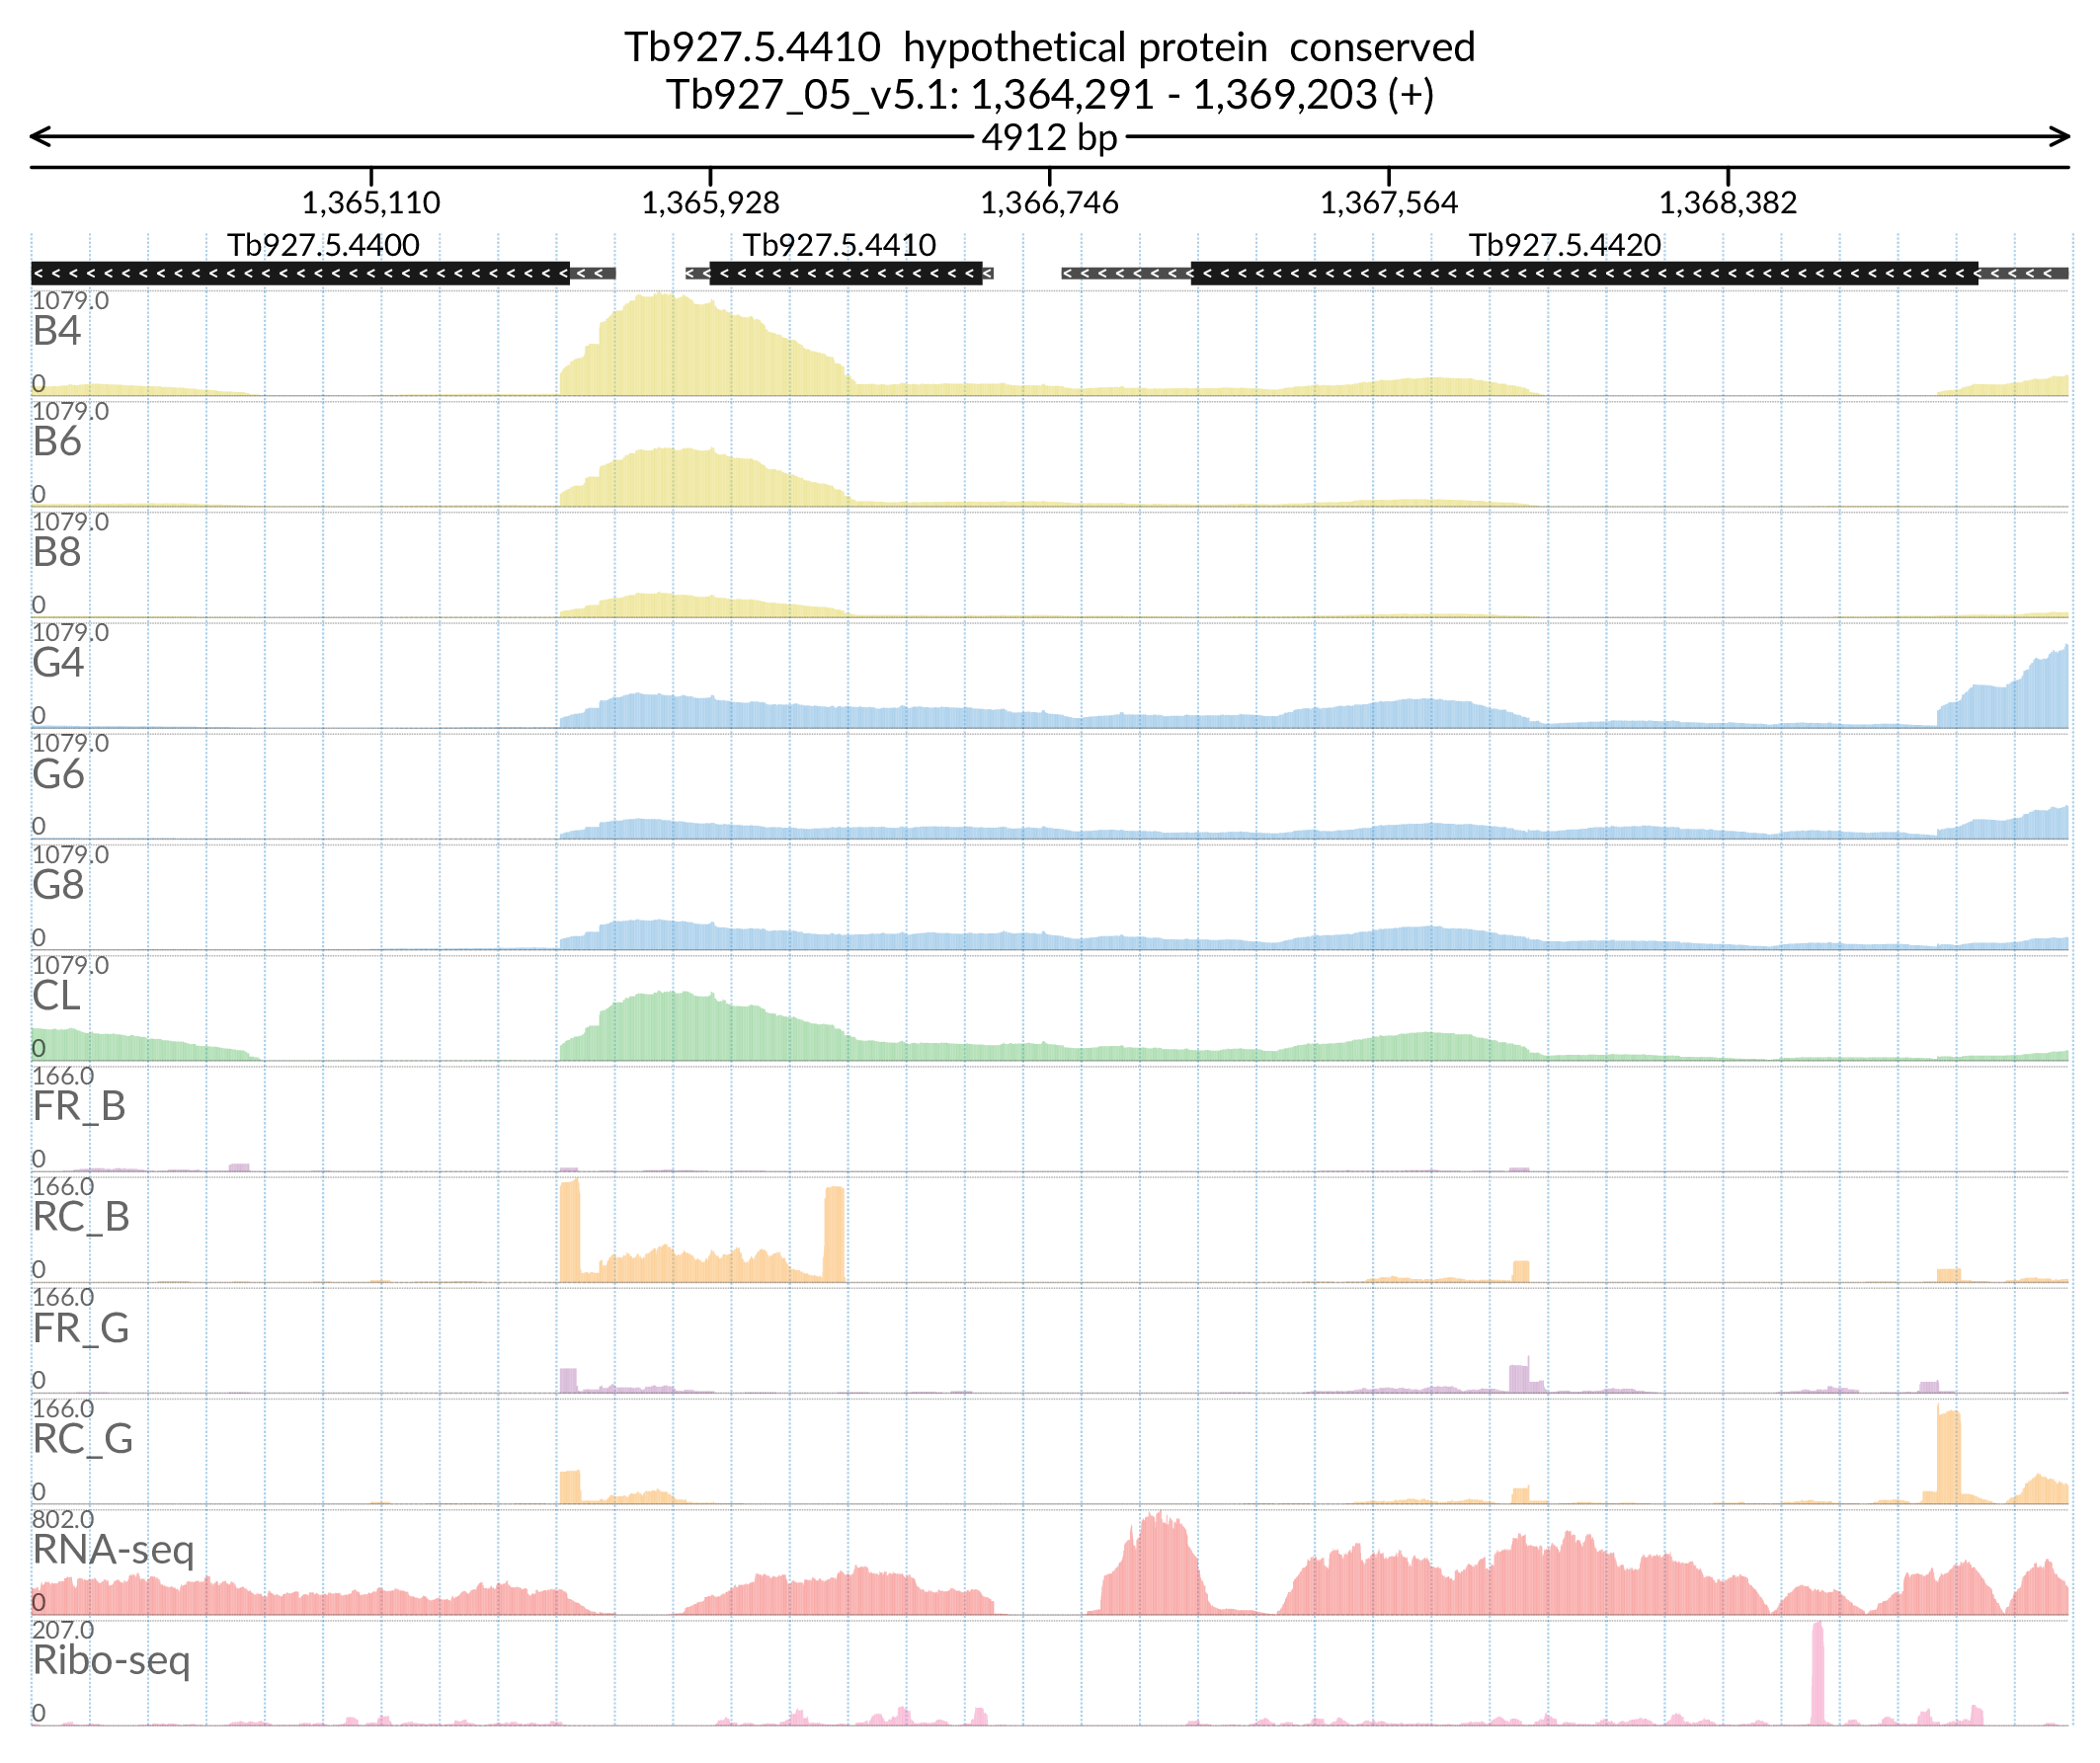 Tb927.5.4410 hypothetical protein conserved
Tb927_05_v5.1: 1,364,291 - 1,369,203 (+)
4912 bp
1,365,110 1,365,928 1,366,746 1,367,564 1,368,382
Tb927.5.4400 Tb927.5.4410 Tb927.5.4420
1079.0
B4
0
1079.0
B6
0
1079.0
B8
0
1079.0
G4
0
1079.0
G6
0
1079.0
G8
0
1079.0
CL
0
166.0
FR_B
0
166.0
RC_B
0
166.0
FR_G
0
166.0
RC_G
0
802.0
RNA-seq
0
207.0
Ribo-seq
0